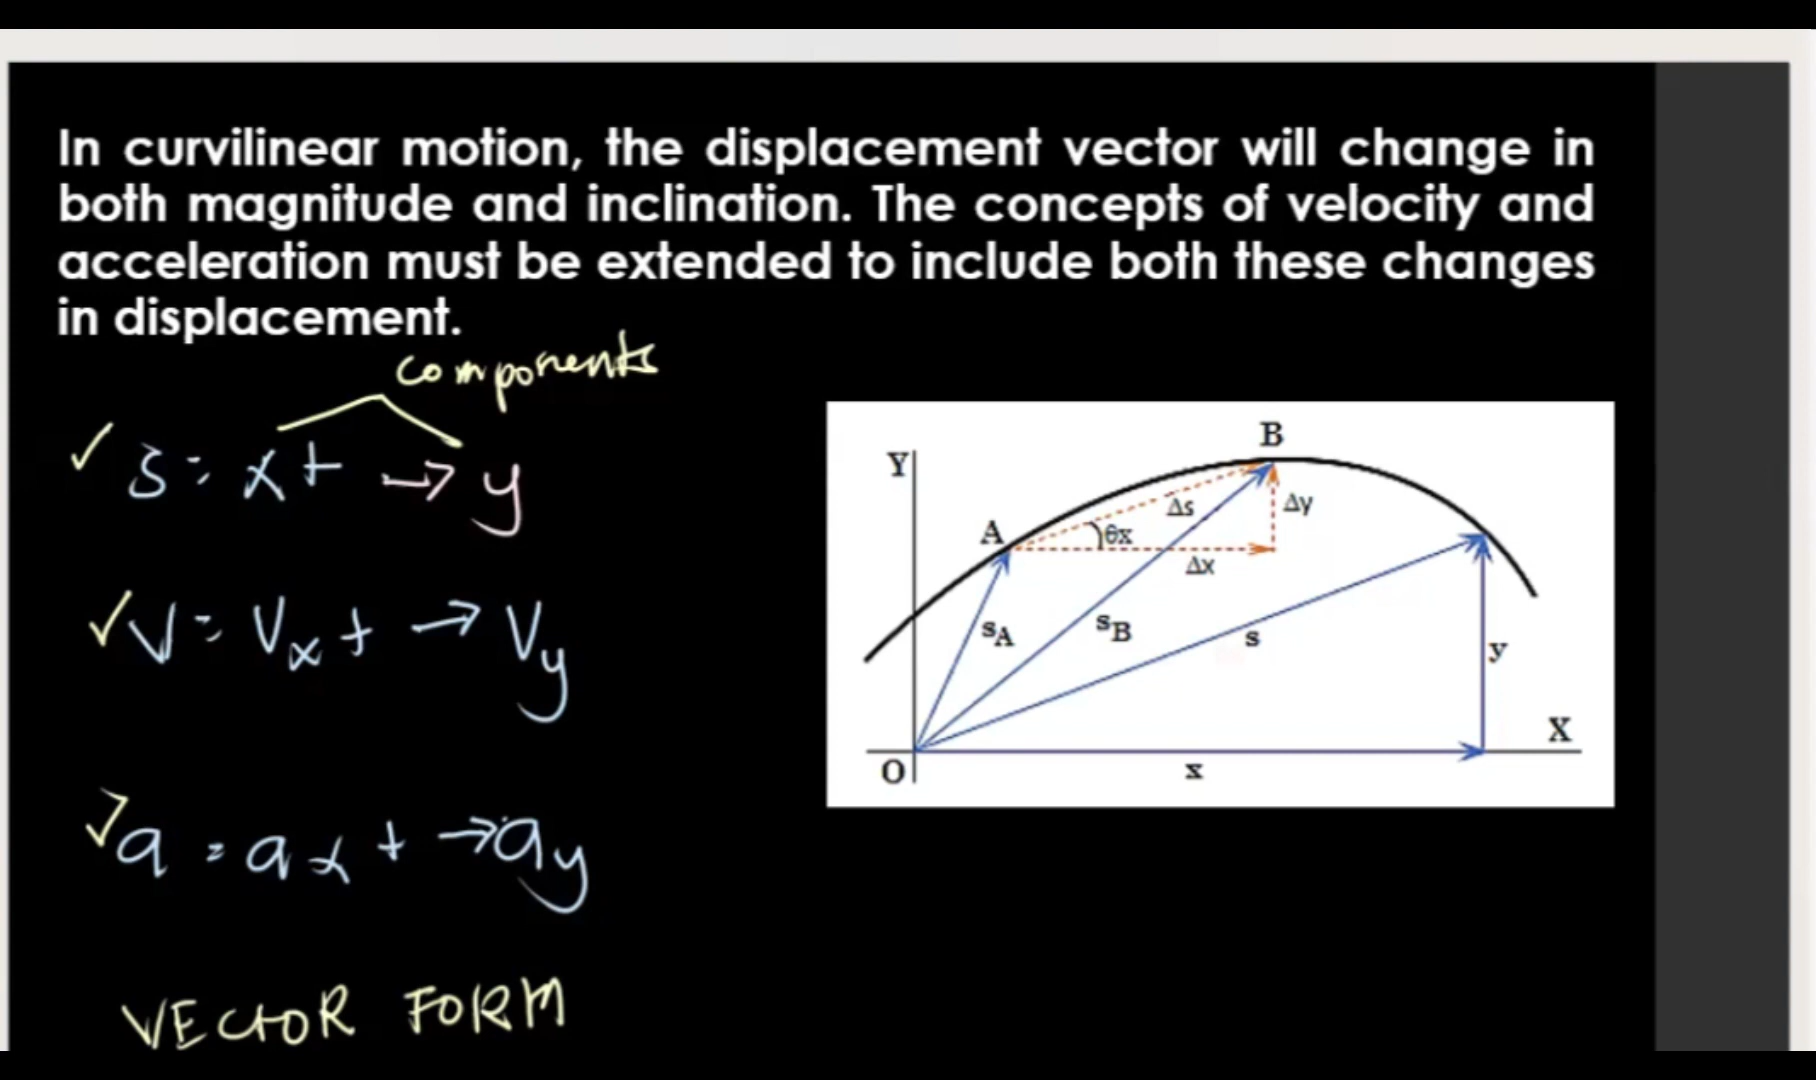 In curvilinear motion, the displacement vector will change in
both magnitude and inclination. The concepts of velocity and
acceleration must be extended to include both these changes
in displacement.
components
✓ s = x + → y
✓ V = Vx + → Vy
✓ a = ax + → ay
VECTOR FORM
Y
B
A
Δs
Δy
θx
Δx
sA
sB
s
y
X
O
x